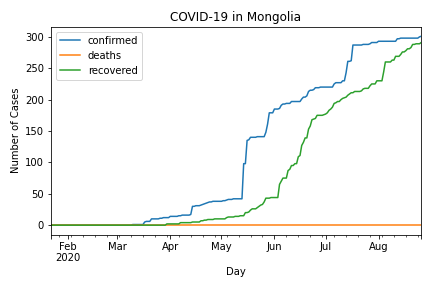 COVID-19 in Mongolia
confirmed
deaths
recovered
Number of Cases
300
250
200
150
100
50
0
Feb Mar Apr May Jun Jul Aug
2020
Day